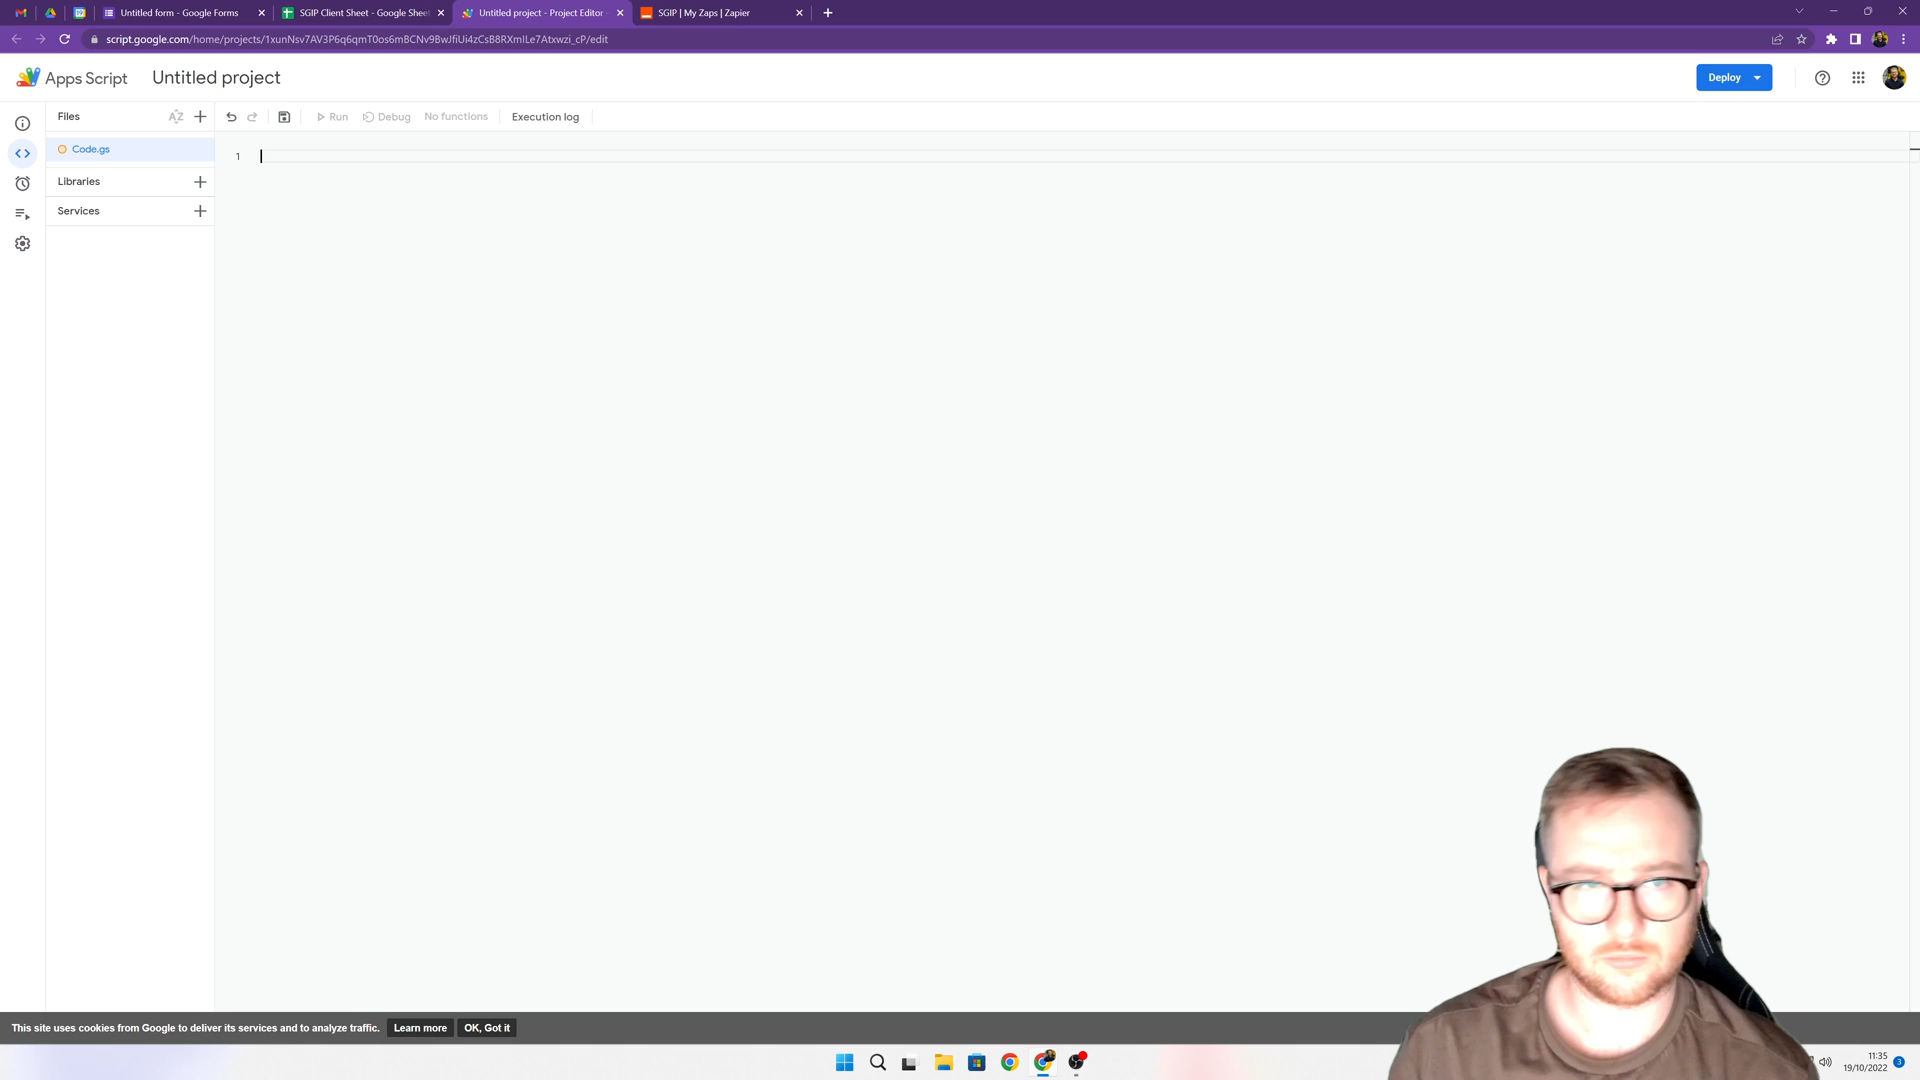 Untitled form - Google Forms
SGIP Client Sheet - Google Sheet
Untitled project - Project Editor -
SGIP | My Zaps | Zapier
script.google.com/home/projects/1xunNsv7AV3P6q6qmT0os6mBCNv9BwJfiUi4zCsB8RXmILe7Atxwzi_cP/edit
Apps Script
Untitled project
Deploy
Files
AZ
Run
Debug
No functions
Execution log
Code.gs
1
Libraries
Services
This site uses cookies from Google to deliver its services and to analyze traffic.
Learn more
OK, Got it
11:35
19/10/2022
3